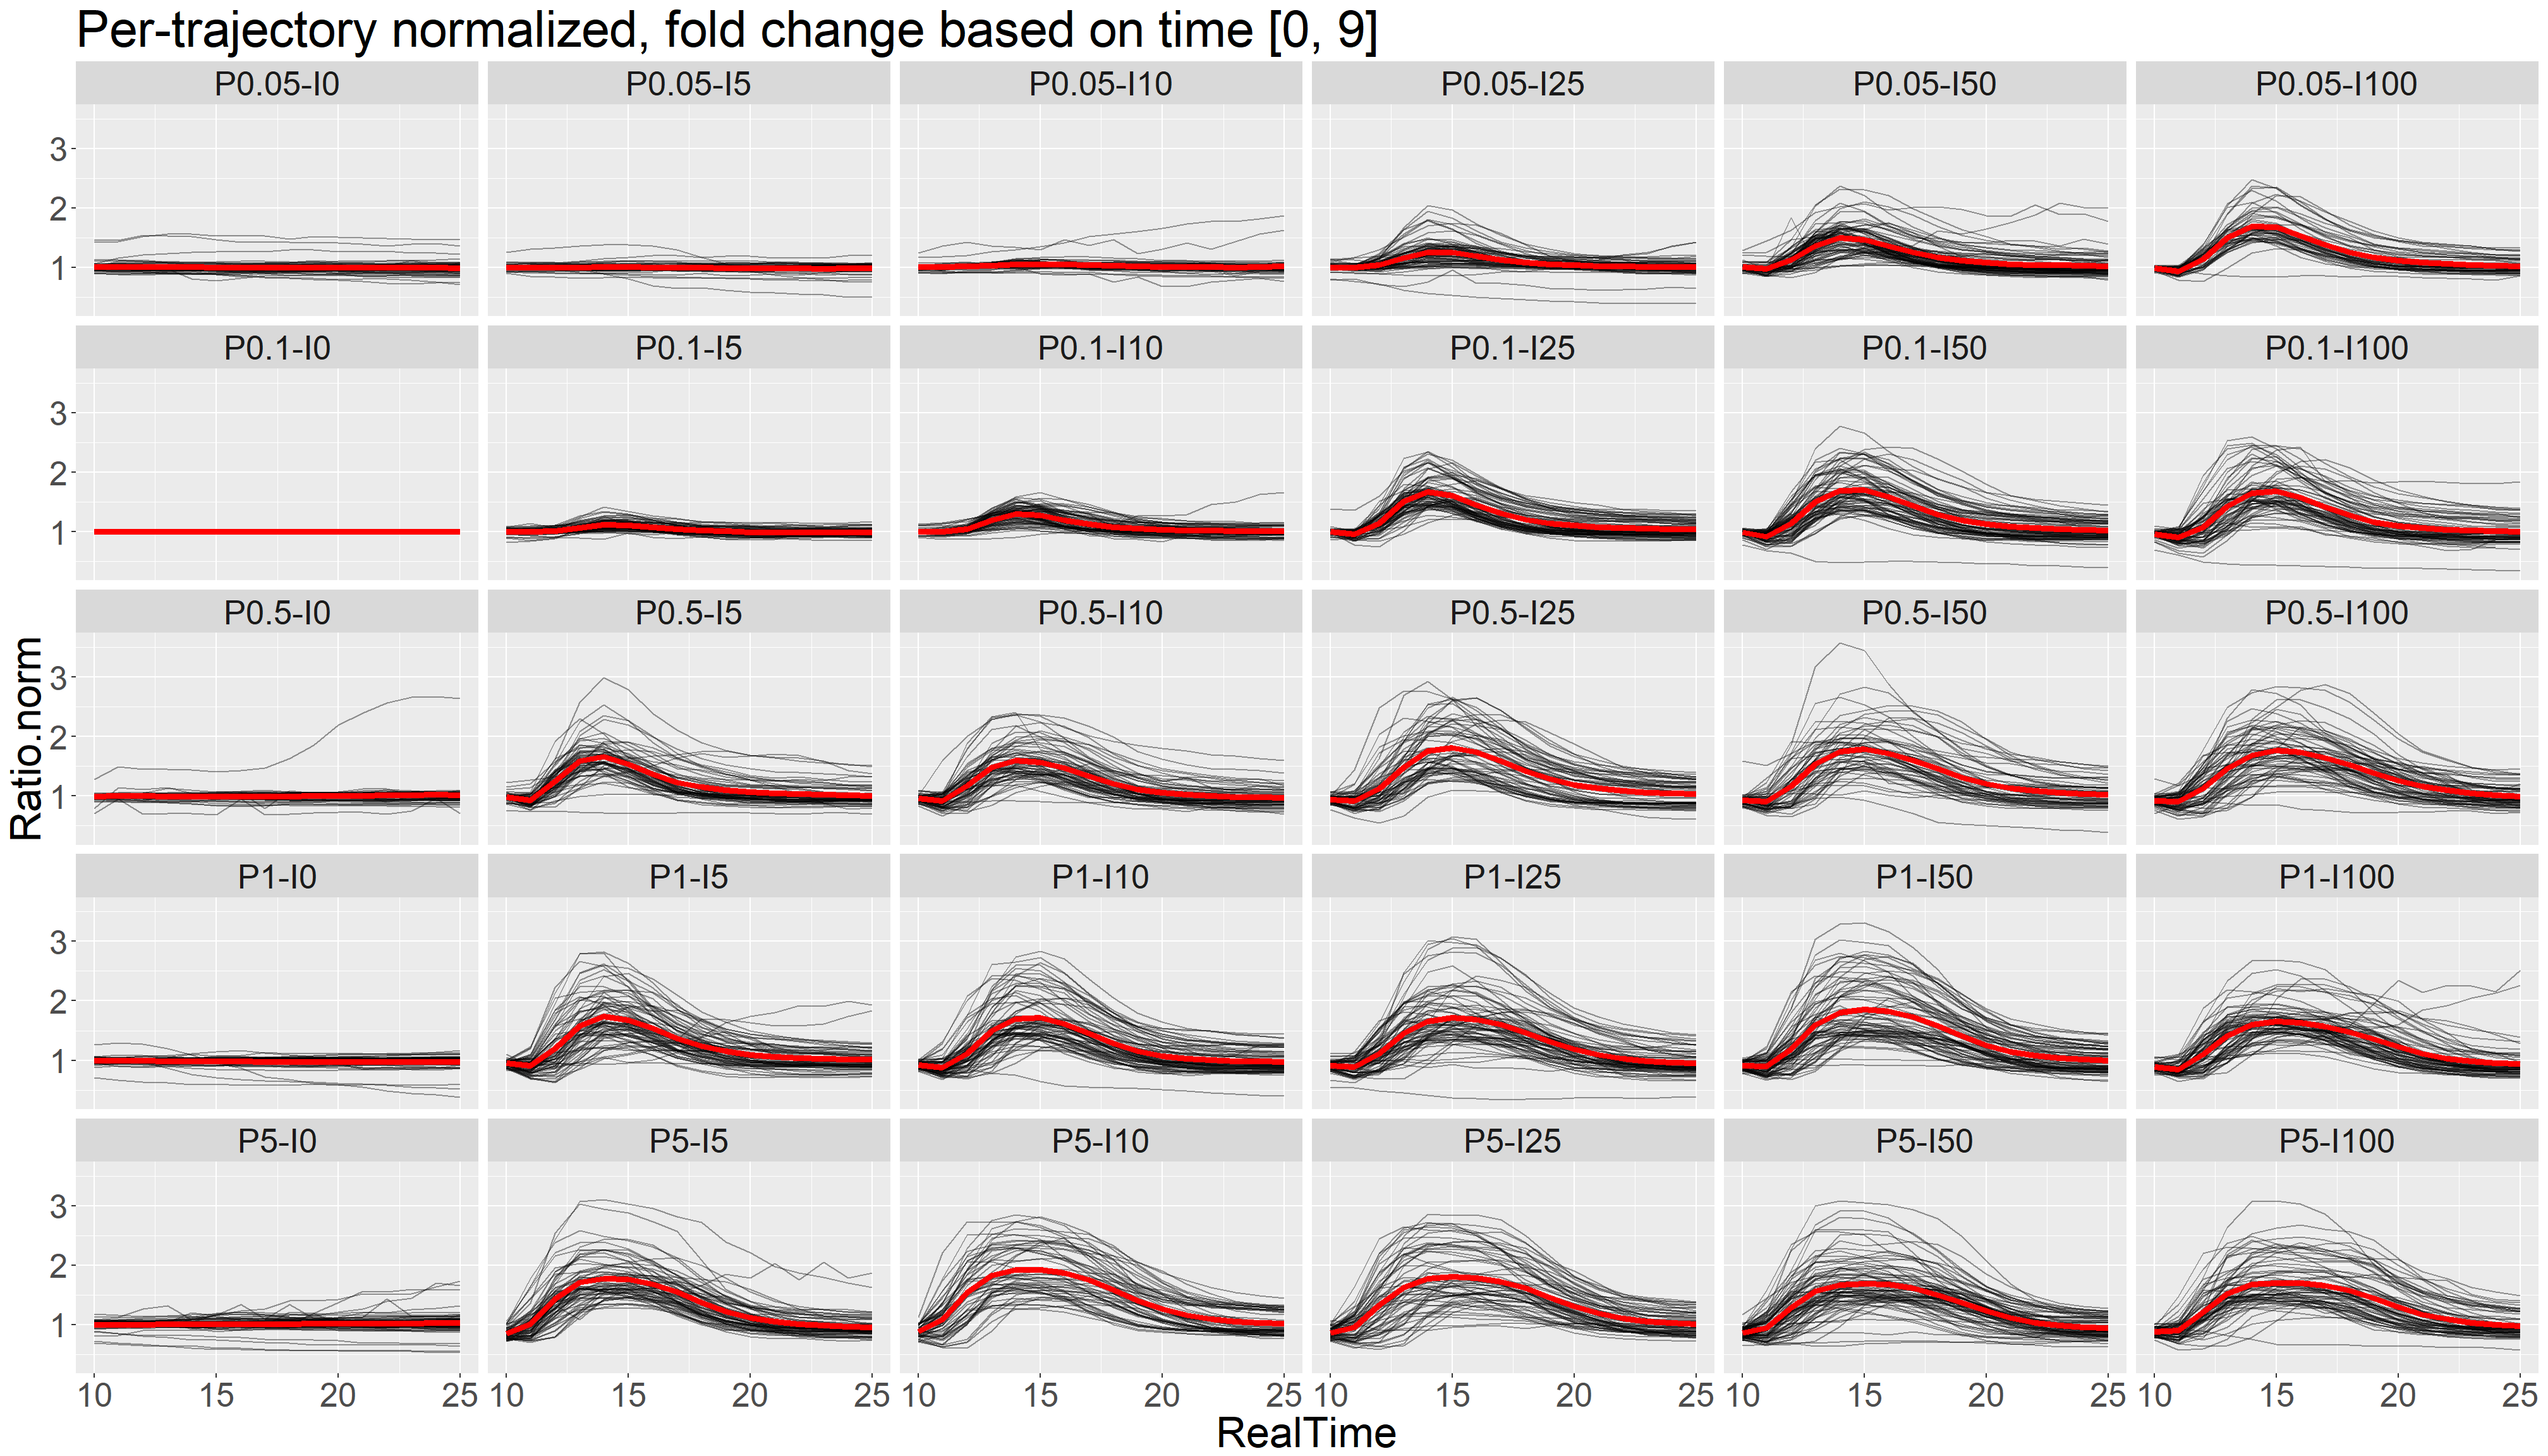 Per-trajectory normalized, fold change based on time [0, 9]
P0.05-I0 P0.05-I5 P0.05-I10 P0.05-I25 P0.05-I50 P0.05-I100
3
2
1
P0.1-I0 P0.1-I5 P0.1-I10 P0.1-I25 P0.1-I50 P0.1-I100
3
2
1
P0.5-I0 P0.5-I5 P0.5-I10 P0.5-I25 P0.5-I50 P0.5-I100
3
2
1
Ratio.norm
P1-I0 P1-I5 P1-I10 P1-I25 P1-I50 P1-I100
3
2
1
P5-I0 P5-I5 P5-I10 P5-I25 P5-I50 P5-I100
3
2
1
10 15 20 25 10 15 20 25 10 15 20 25 10 15 20 25 10 15 20 25 10 15 20 25
RealTime